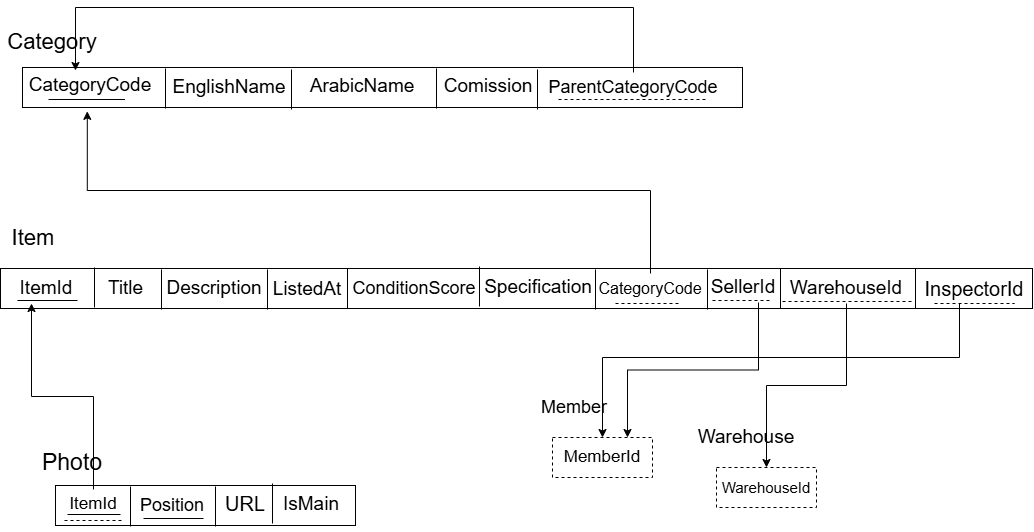 Category
CategoryCode EnglishName ArabicName Comission ParentCategoryCode
Item
ItemId Title Description ListedAt ConditionScore Specification CategoryCode SellerId WarehouseId InspectorId
Member
MemberId
Warehouse
WarehouseId
Photo
ItemId Position URL IsMain